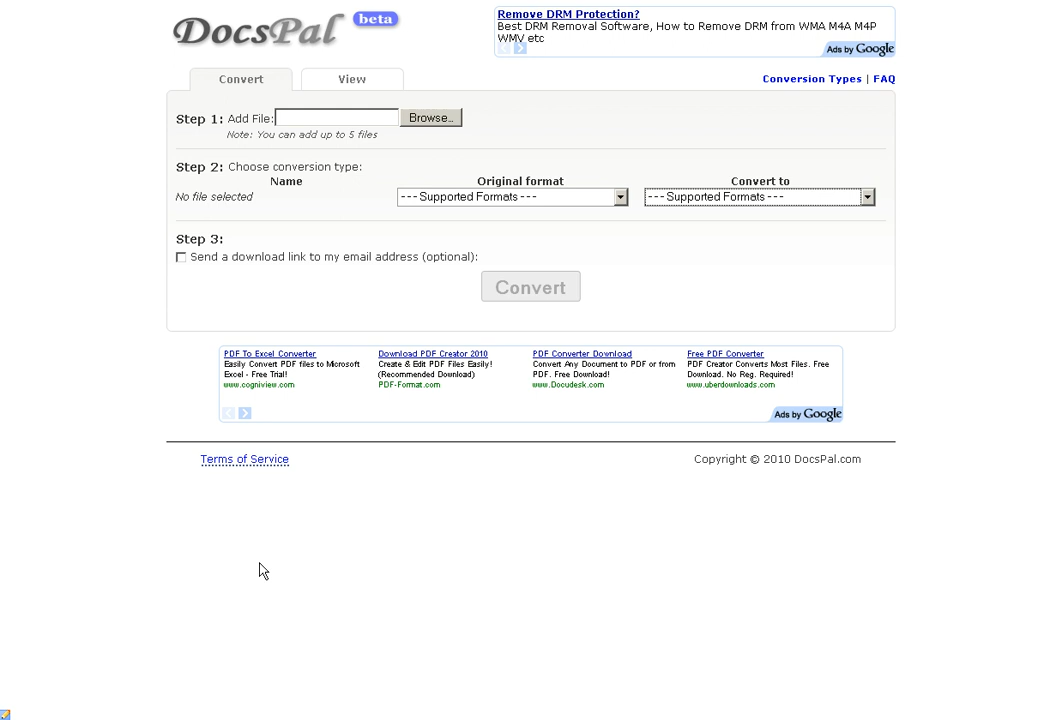 DocsPal beta
Remove DRM Protection?
Best DRM Removal Software, How to Remove DRM from WMA M4A M4P
WMV etc
Ads by Google
Convert View
Conversion Types | FAQ
Step 1: Add File: Browse...
Note: You can add up to 5 files
Step 2: Choose conversion type:
Name Original format Convert to
No file selected ---Supported Formats--- ---Supported Formats---
Step 3:
Send a download link to my email address (optional):
Convert
PDF To Excel Converter
Easily Convert PDF files to Microsoft
Excel - Free Trial!
www.cogniview.com
Download PDF Creator 2010
Create & Edit PDF Files Easily!
(Recommended Download)
PDF-Format.com
PDF Converter Download
Convert Any Document to PDF or from
PDF. Free Download!
www.Docudesk.com
Free PDF Converter
PDF Creator Converts Most Files. Free
Download. No Reg. Required!
www.uberdownloads.com
Ads by Google
Terms of Service Copyright © 2010 DocsPal.com